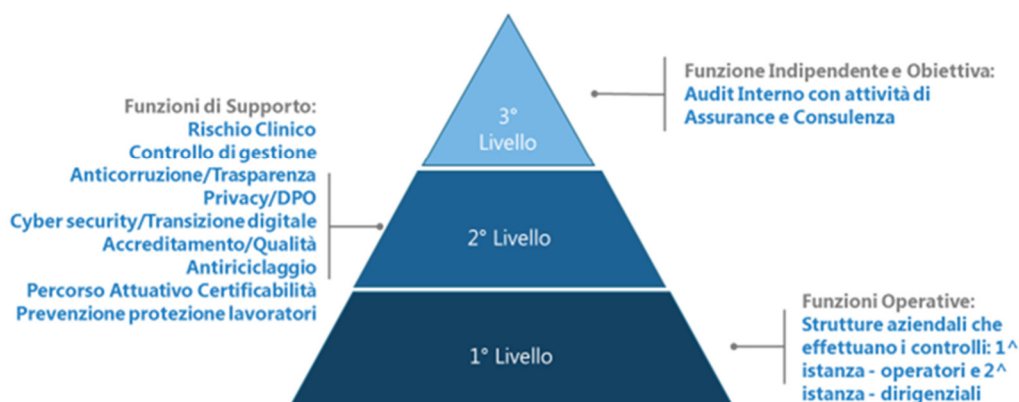 Funzioni di Supporto:
Rischio Clinico
Controllo di gestione
Anticorruzione/Trasparenza
Privacy/DPO
Cyber security/Transizione digitale
Accreditamento/Qualità
Antiriciclaggio
Percorso Attuativo Certificabilità
Prevenzione protezione lavoratori
3°
Livello
2° Livello
1° Livello
Funzione Indipendente e Obiettiva:
Audit Interno con attività di
Assurance e Consulenza
Funzioni Operative:
Strutture aziendali che
effettuano i controlli: 1^
istanza - operatori e 2^
istanza - dirigenziali